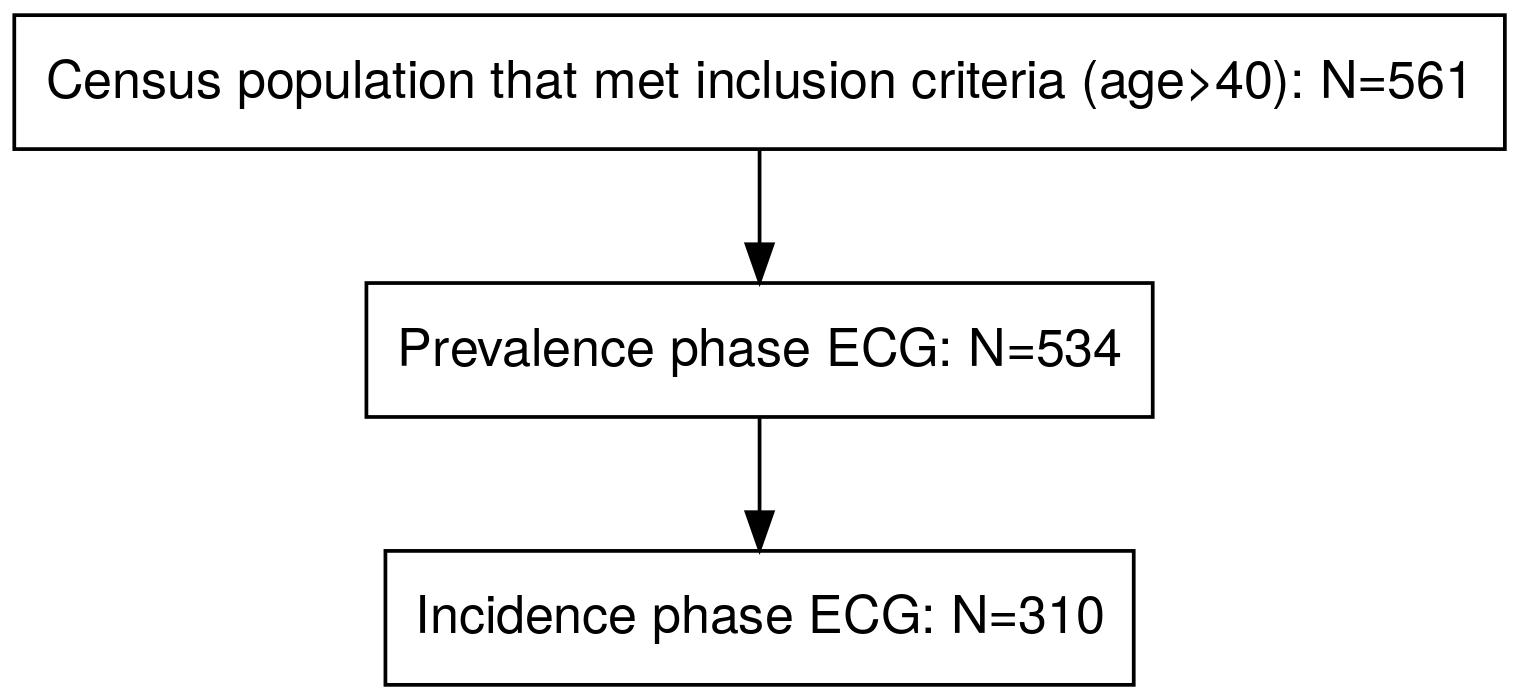 Census population that met inclusion criteria (age>40): N=561
Prevalence phase ECG: N=534
Incidence phase ECG: N=310